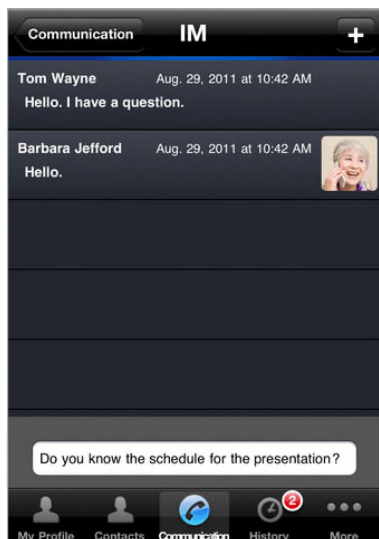 Communication IM +
Tom Wayne Aug. 29, 2011 at 10:42 AM
Hello. I have a question.
Barbara Jefford Aug. 29, 2011 at 10:42 AM
Hello.
Do you know the schedule for the presentation?
2
My Profile Contacts Communication History More